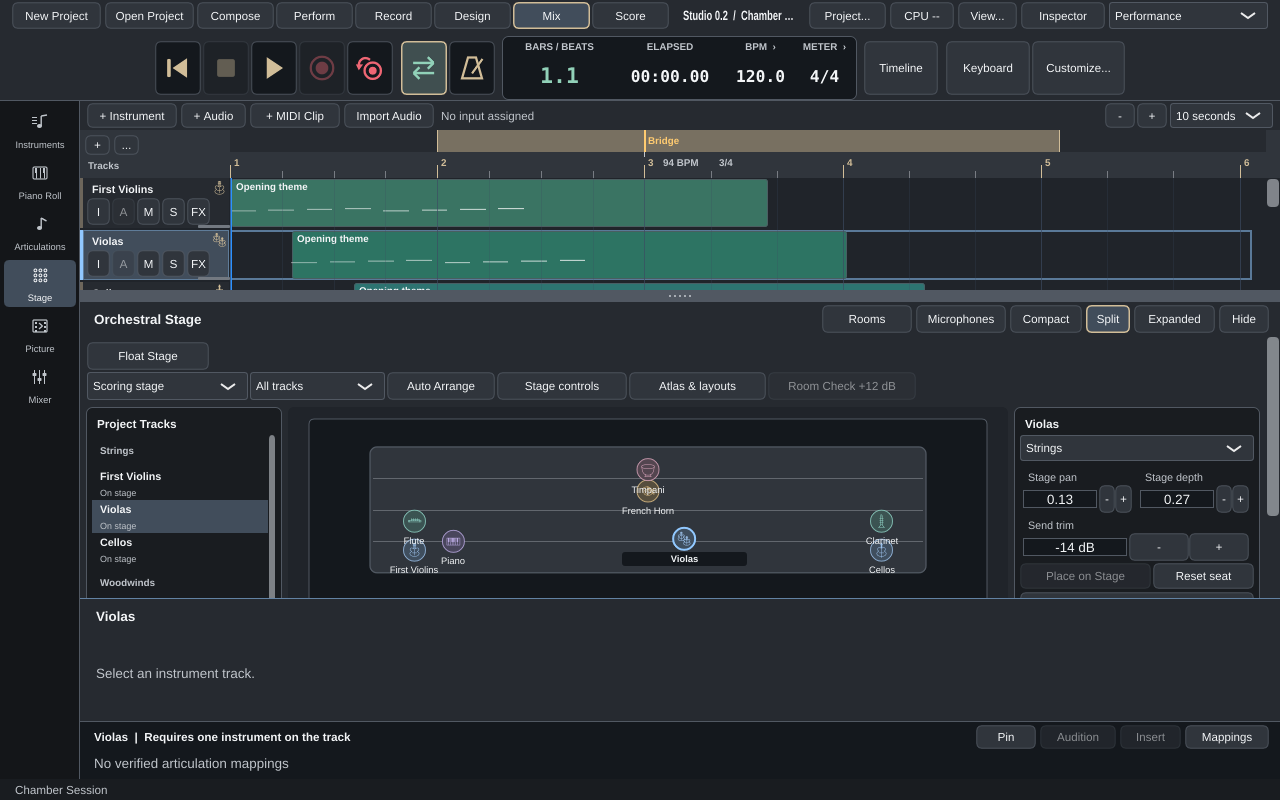 New Project Open Project Compose Perform Record Design Mix Score Studio 0.2 / Chamber ... Project... CPU -- View... Inspector Performance
BARS / BEATS ELAPSED BPM › METER ›
1.1 00:00.00 120.0 4/4
Timeline Keyboard Customize...
+ Instrument + Audio + MIDI Clip Import Audio No input assigned - + 10 seconds
Instruments
Piano Roll
Articulations
Stage
Picture
Mixer
+ ... Bridge
Tracks 1 2 3 94 BPM 3/4 4 5 6
First Violins Opening theme
I A M S FX
Violas Opening theme
I A M S FX
Orchestral Stage Rooms Microphones Compact Split Expanded Hide
Float Stage
Scoring stage All tracks Auto Arrange Stage controls Atlas & layouts Room Check +12 dB
Project Tracks
Strings
First Violins
On stage
Violas
On stage
Cellos
On stage
Woodwinds
Timpani
French Horn
Flute
Clarinet
Piano
Violas
First Violins
Cellos
Violas
Strings
Stage pan Stage depth
0.13 - + 0.27 - +
Send trim
-14 dB - +
Place on Stage Reset seat
Violas
Select an instrument track.
Violas | Requires one instrument on the track Pin Audition Insert Mappings
No verified articulation mappings
Chamber Session